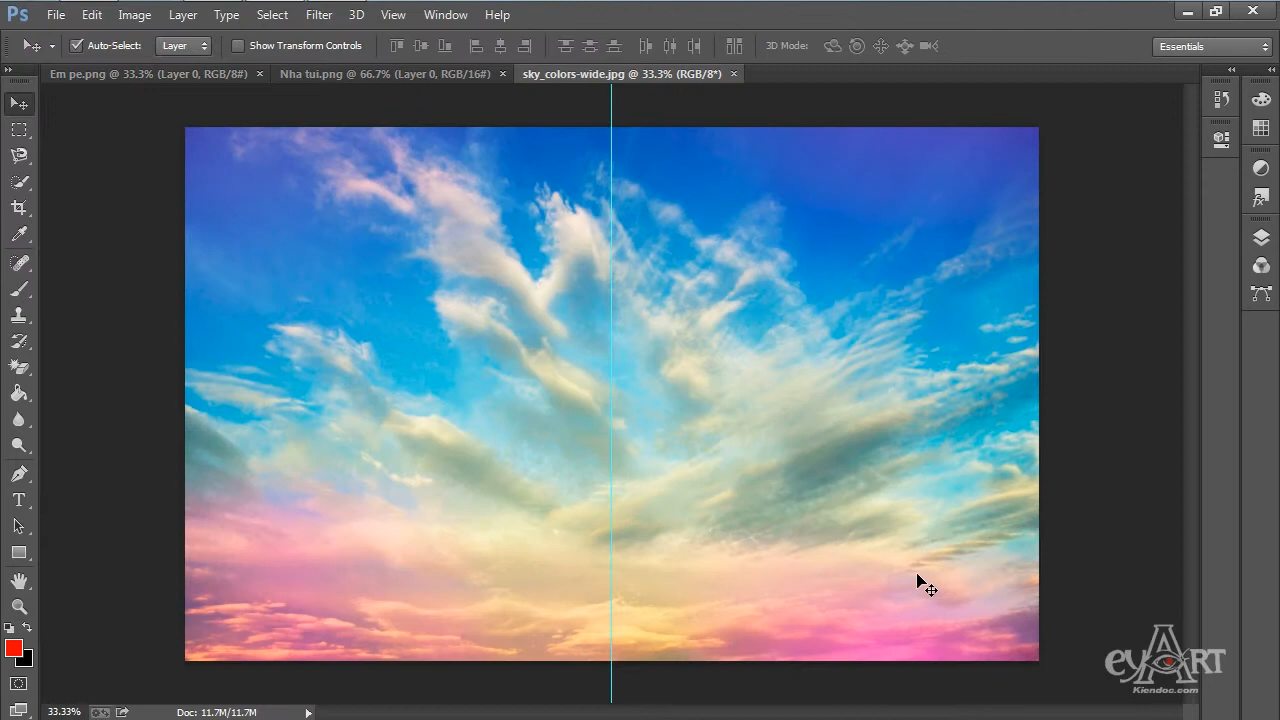 Ps File Edit Image Layer Type Select Filter 3D View Window Help
Auto-Select: Layer Show Transform Controls 3D Mode: Essentials
Em pe.png @ 33.3% (Layer 0, RGB/8#) × Nha tui.png @ 66.7% (Layer 0, RGB/16#) × sky_colors-wide.jpg @ 33.3% (RGB/8*) ×
T
eyART
Kiendoc.com
33.33% Doc: 11.7M/11.7M